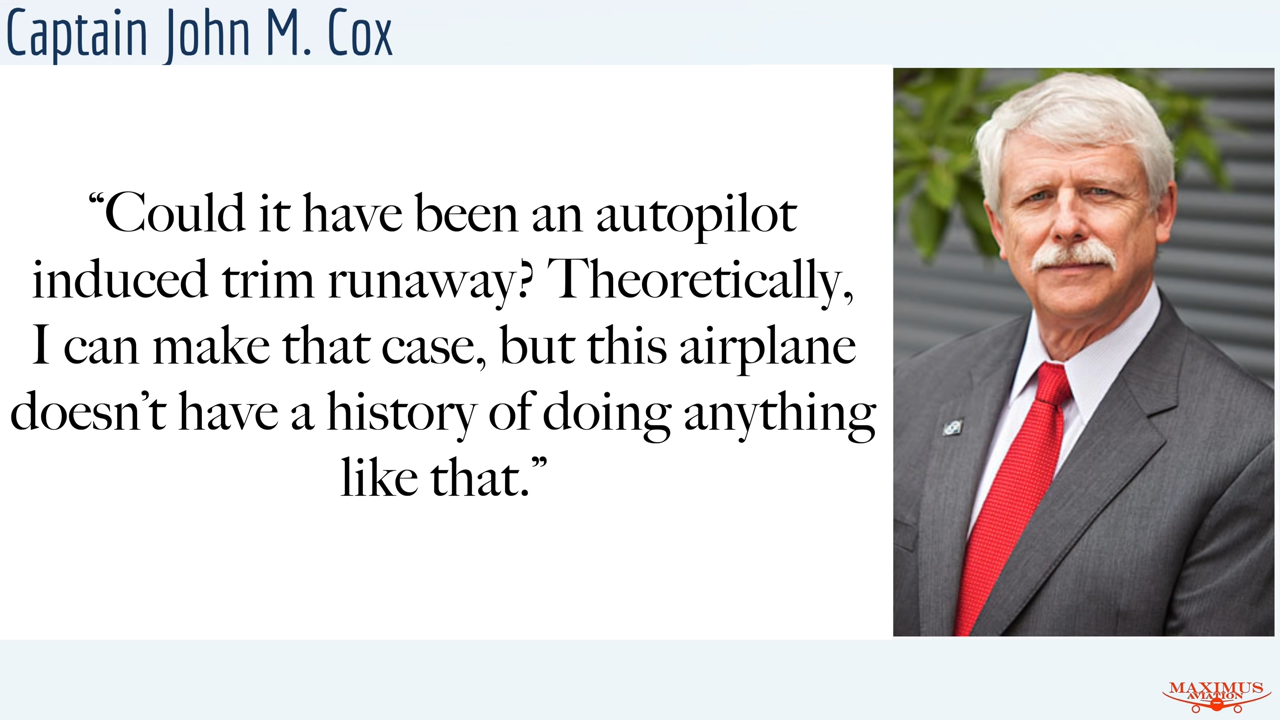 Captain John M. Cox
“Could it have been an autopilot
induced trim runaway? Theoretically,
I can make that case, but this airplane
doesn’t have a history of doing anything
like that.”
MAXIMUS
AVIATION